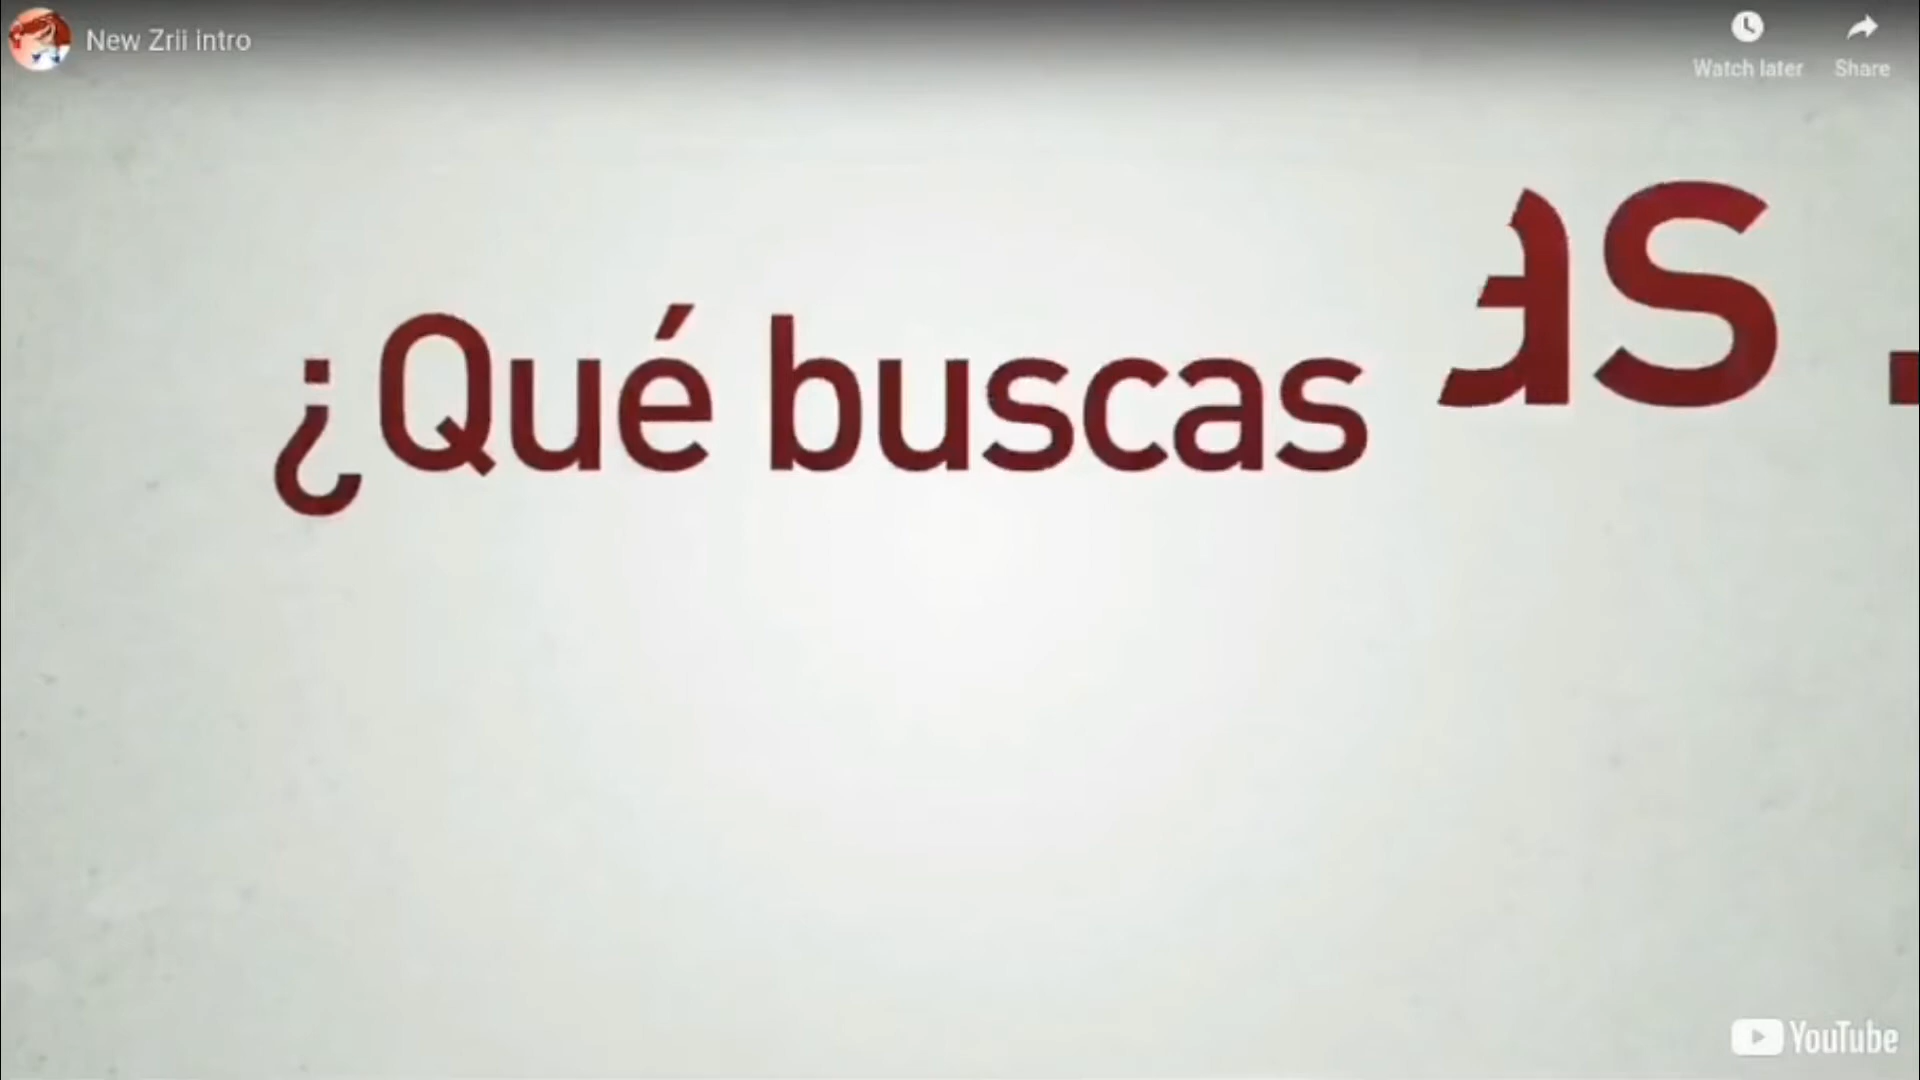 New Zrii intro
Watch later
Share
¿Qué buscas
YouTube